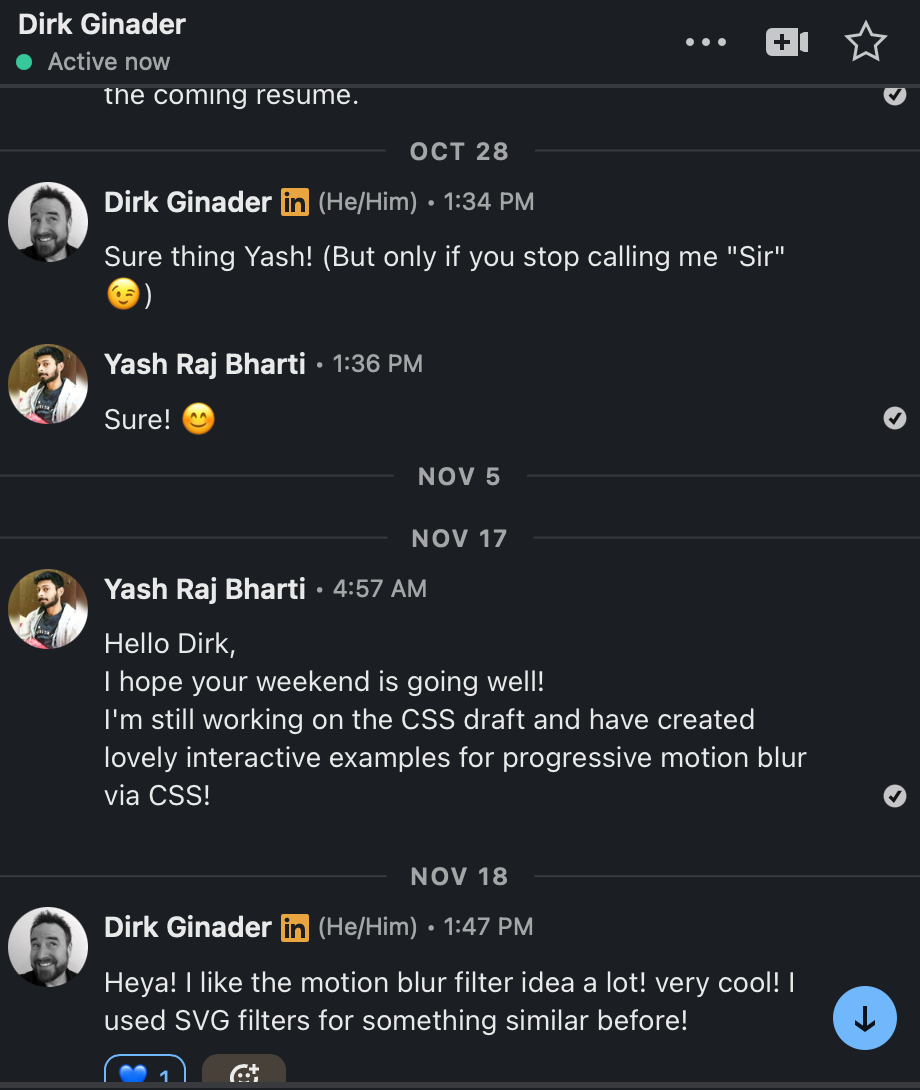 Dirk Ginader
Active now
the coming resume.
OCT 28
Dirk Ginader in (He/Him) • 1:34 PM
Sure thing Yash! (But only if you stop calling me "Sir"
😉)
Yash Raj Bharti • 1:36 PM
Sure! 😊
NOV 5
NOV 17
Yash Raj Bharti • 4:57 AM
Hello Dirk,
I hope your weekend is going well!
I'm still working on the CSS draft and have created
lovely interactive examples for progressive motion blur
via CSS!
NOV 18
Dirk Ginader in (He/Him) • 1:47 PM
Heya! I like the motion blur filter idea a lot! very cool! I
used SVG filters for something similar before!
💙 1